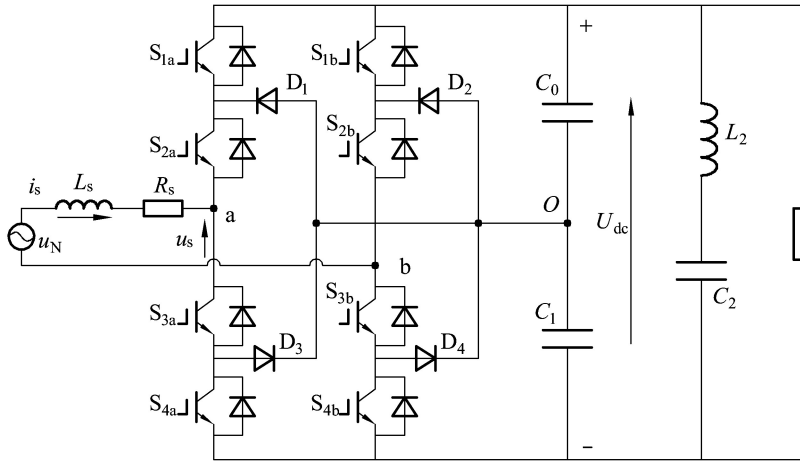 S1a
S1b
+
D1
D2
C0
S2a
S2b
L2
is
Ls
Rs
a
O
Udc
uN
us
b
S3a
S3b
C1
C2
D3
D4
S4a
S4b
−